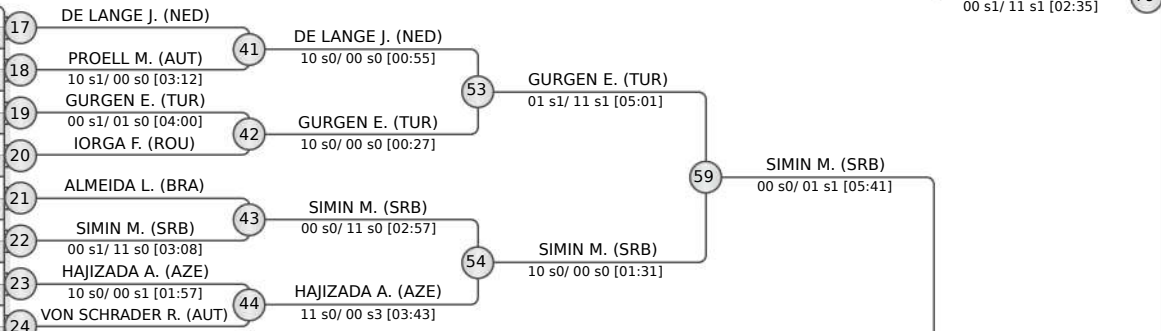 00 s1/ 11 s1 [02:35]
17
DE LANGE J. (NED)
18
PROELL M. (AUT)
10 s1/ 00 s0 [03:12]
19
GURGEN E. (TUR)
00 s1/ 01 s0 [04:00]
20
IORGA F. (ROU)
21
ALMEIDA L. (BRA)
22
SIMIN M. (SRB)
00 s1/ 11 s0 [03:08]
23
HAJIZADA A. (AZE)
10 s0/ 00 s1 [01:57]
24
VON SCHRADER R. (AUT)
41
DE LANGE J. (NED)
10 s0/ 00 s0 [00:55]
42
GURGEN E. (TUR)
10 s0/ 00 s0 [00:27]
43
SIMIN M. (SRB)
00 s0/ 11 s0 [02:57]
44
HAJIZADA A. (AZE)
11 s0/ 00 s3 [03:43]
53
GURGEN E. (TUR)
01 s1/ 11 s1 [05:01]
54
SIMIN M. (SRB)
10 s0/ 00 s0 [01:31]
59
SIMIN M. (SRB)
00 s0/ 01 s1 [05:41]